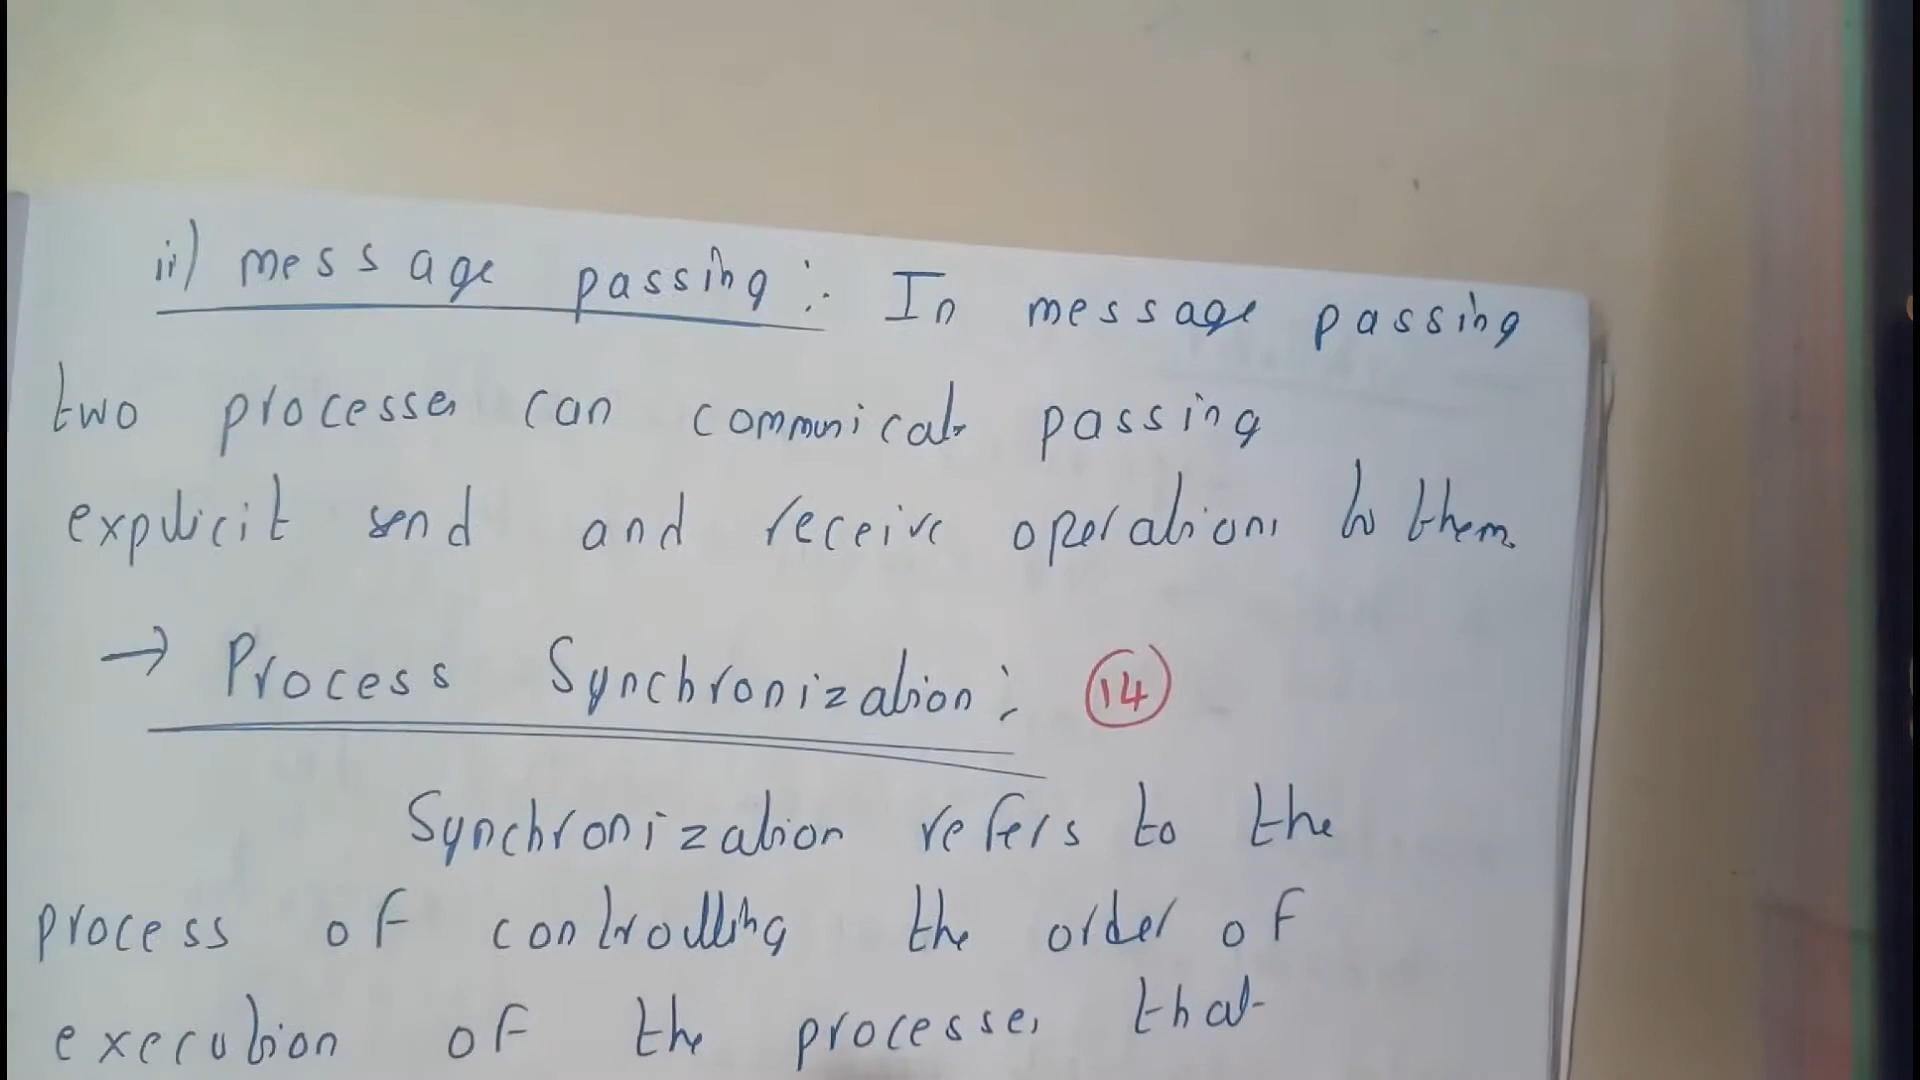 ii) message passing : In message passing
two processes can communicate passing
explicit send and receive operations to them.
→ Process Synchronization : 14
Synchronization refers to the
process of controlling the order of
execution of the processes that